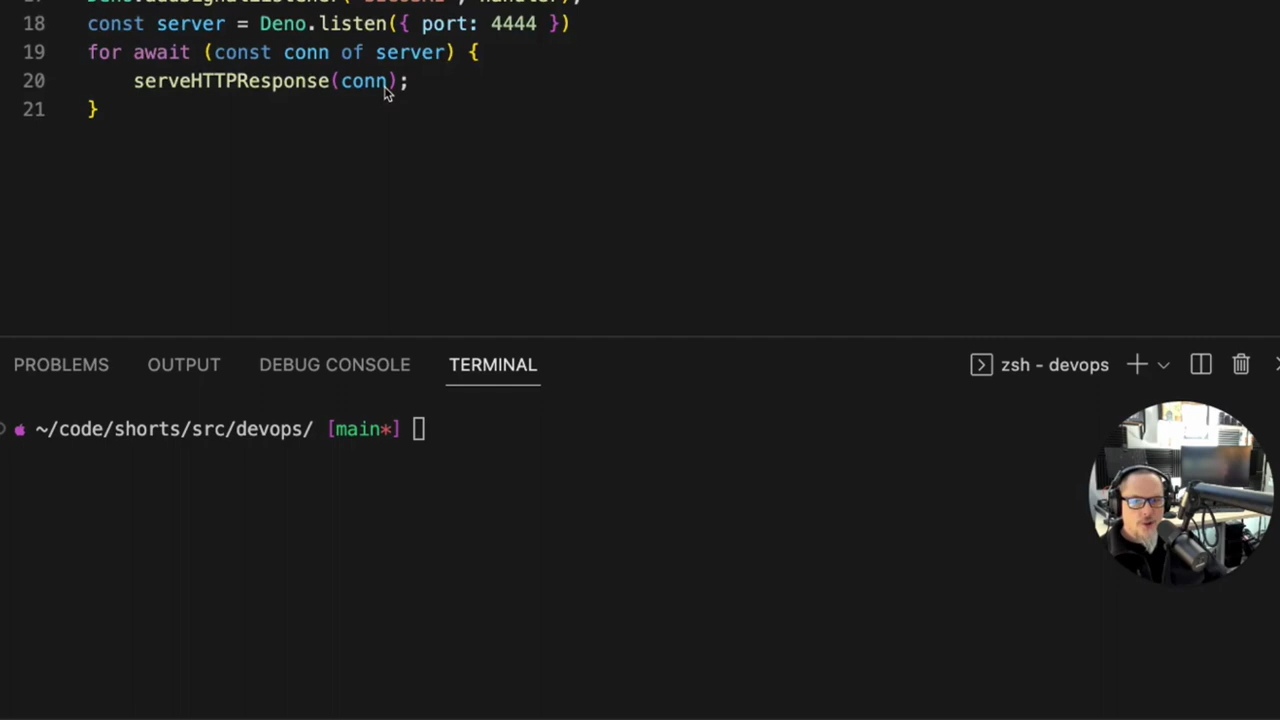 18 const server = Deno.listen({ port: 4444 })
19 for await (const conn of server) {
20 serveHTTPResponse(conn);
21 }
PROBLEMS OUTPUT DEBUG CONSOLE TERMINAL zsh - devops
~/code/shorts/src/devops/ [main*]